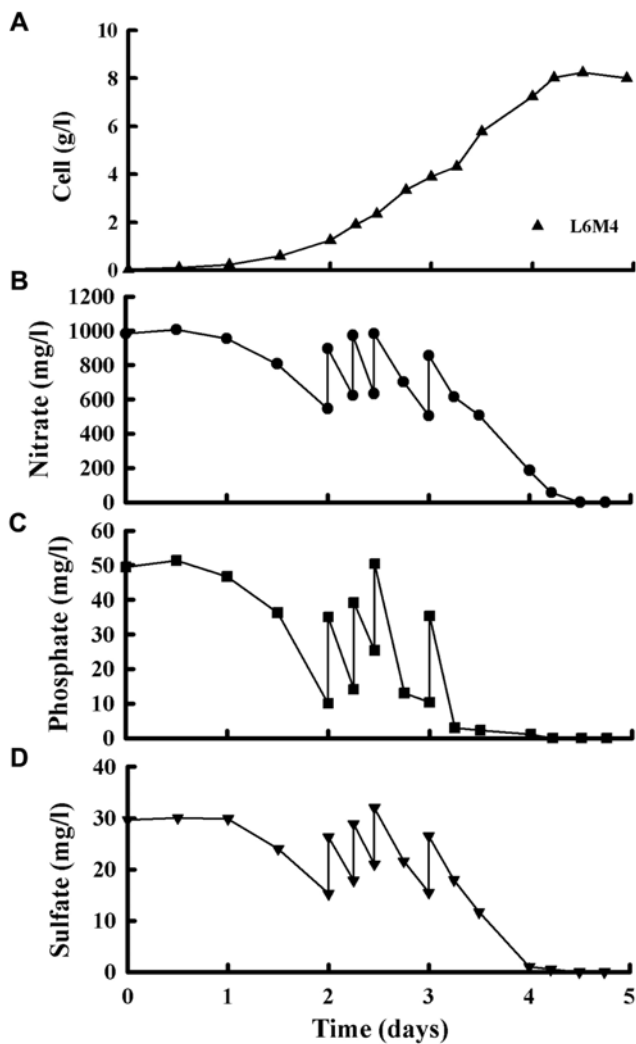 A
10
8
6
4
2
0
Cell (g/l)
L6M4
B
1200
1000
800
600
400
200
0
Nitrate (mg/l)
C
60
50
40
30
20
10
0
Phosphate (mg/l)
D
40
30
20
10
0
Sulfate (mg/l)
0 1 2 3 4 5
Time (days)